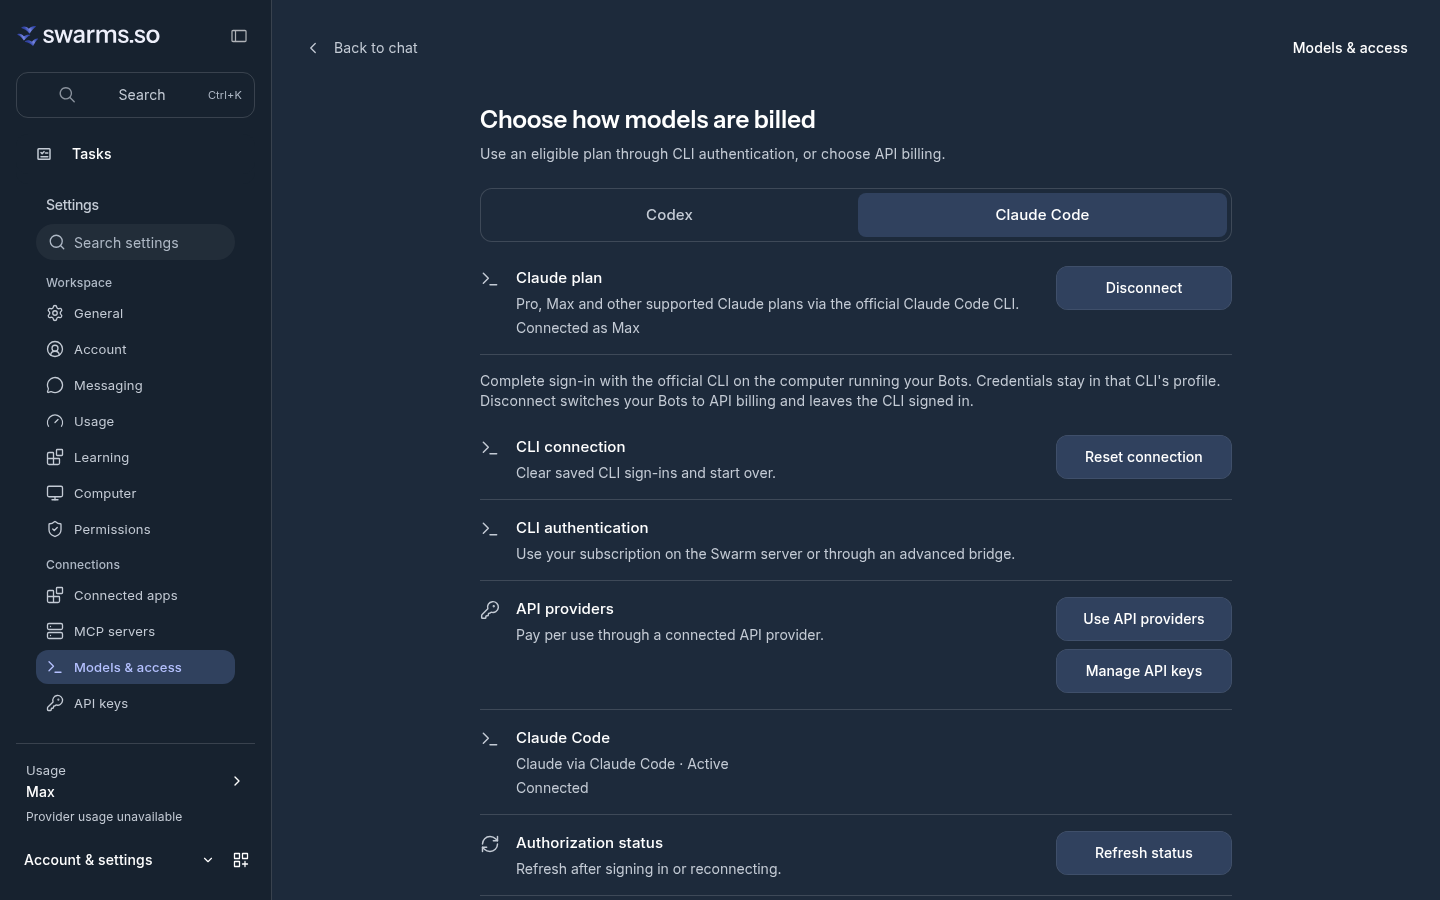 swarms.so
Search
Ctrl+K
Tasks
Settings
Search settings
Workspace
General
Account
Messaging
Usage
Learning
Computer
Permissions
Connections
Connected apps
MCP servers
Models & access
API keys
Usage
Max
Provider usage unavailable
Account & settings
Back to chat
Models & access
Choose how models are billed
Use an eligible plan through CLI authentication, or choose API billing.
Codex
Claude Code
Claude plan
Pro, Max and other supported Claude plans via the official Claude Code CLI.
Connected as Max
Disconnect
Complete sign-in with the official CLI on the computer running your Bots. Credentials stay in that CLI's profile.
Disconnect switches your Bots to API billing and leaves the CLI signed in.
CLI connection
Clear saved CLI sign-ins and start over.
Reset connection
CLI authentication
Use your subscription on the Swarm server or through an advanced bridge.
API providers
Pay per use through a connected API provider.
Use API providers
Manage API keys
Claude Code
Claude via Claude Code · Active
Connected
Authorization status
Refresh after signing in or reconnecting.
Refresh status